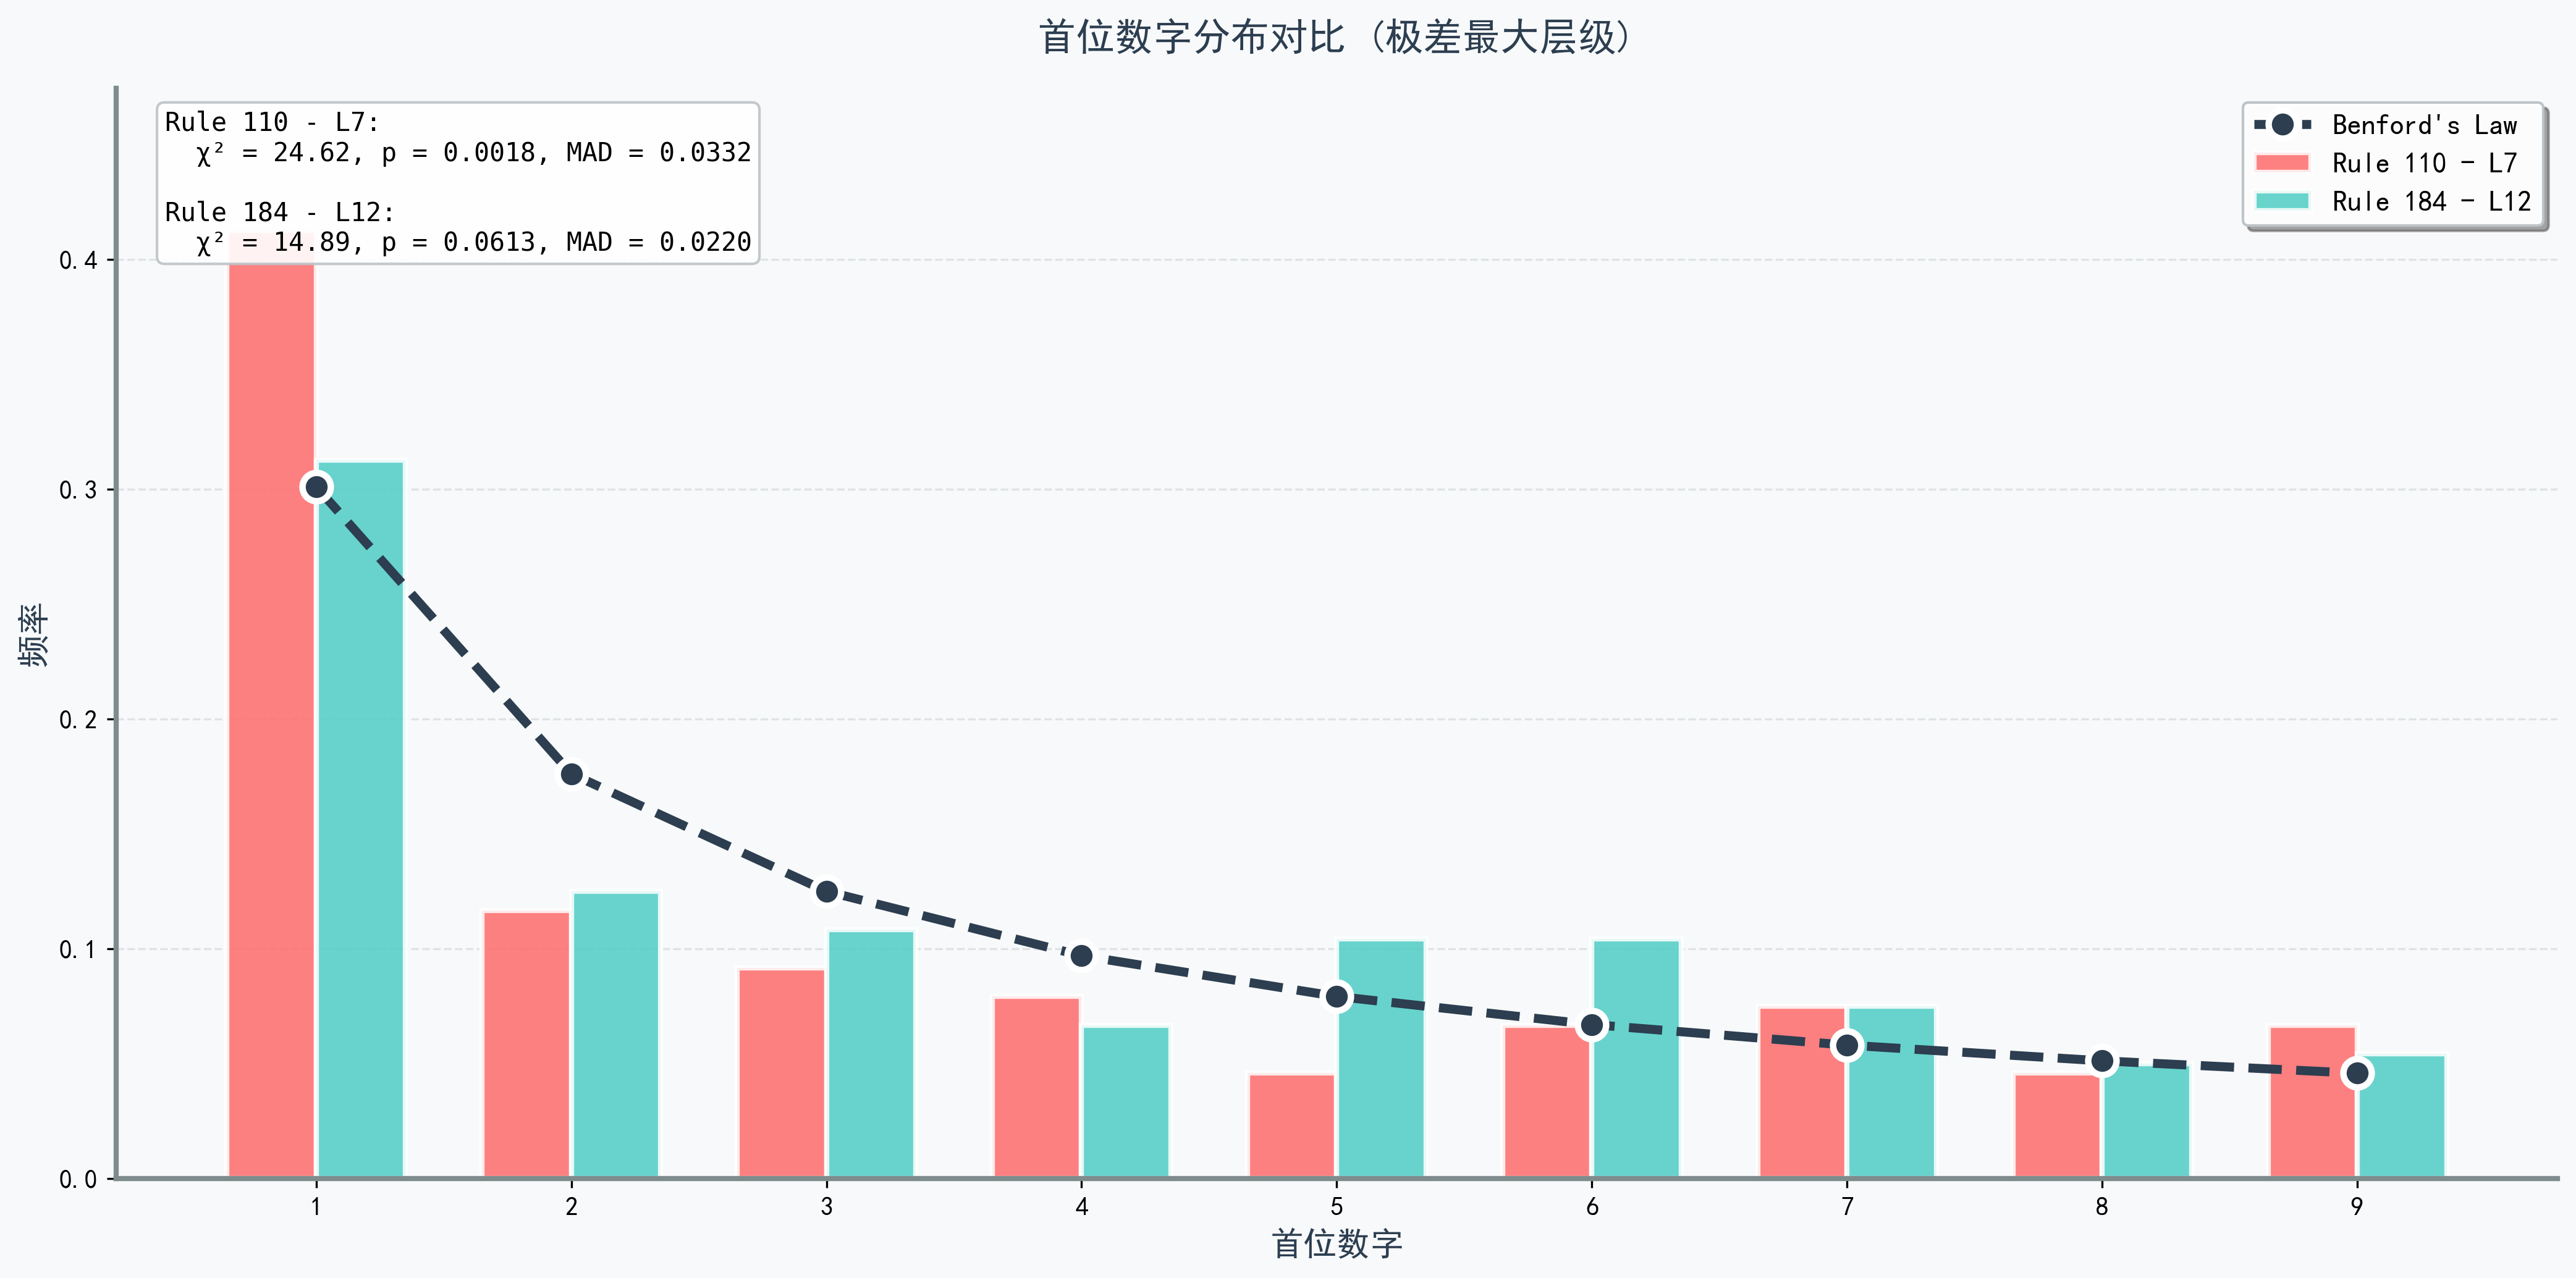 首位数字分布对比 (极差最大层级)
Rule 110 - L7:
χ² = 24.62, p = 0.0018, MAD = 0.0332
Rule 184 - L12:
χ² = 14.89, p = 0.0613, MAD = 0.0220
Benford's Law
Rule 110 - L7
Rule 184 - L12
频率
0.4
0.3
0.2
0.1
0.0
1 2 3 4 5 6 7 8 9
首位数字